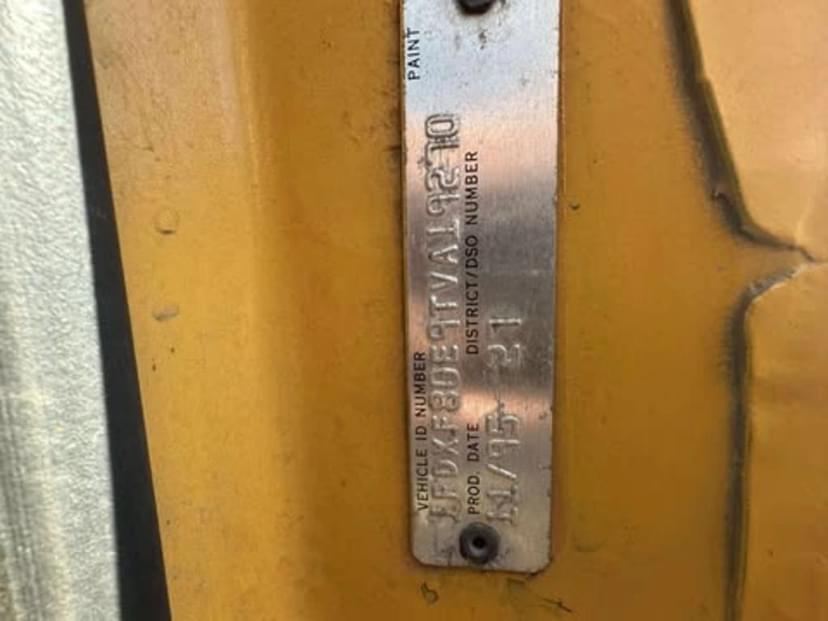 VEHICLE ID NUMBER PAINT
1FDXF80E9TVA19270
PROD. DATE DISTRICT/DSO NUMBER
11/95 21